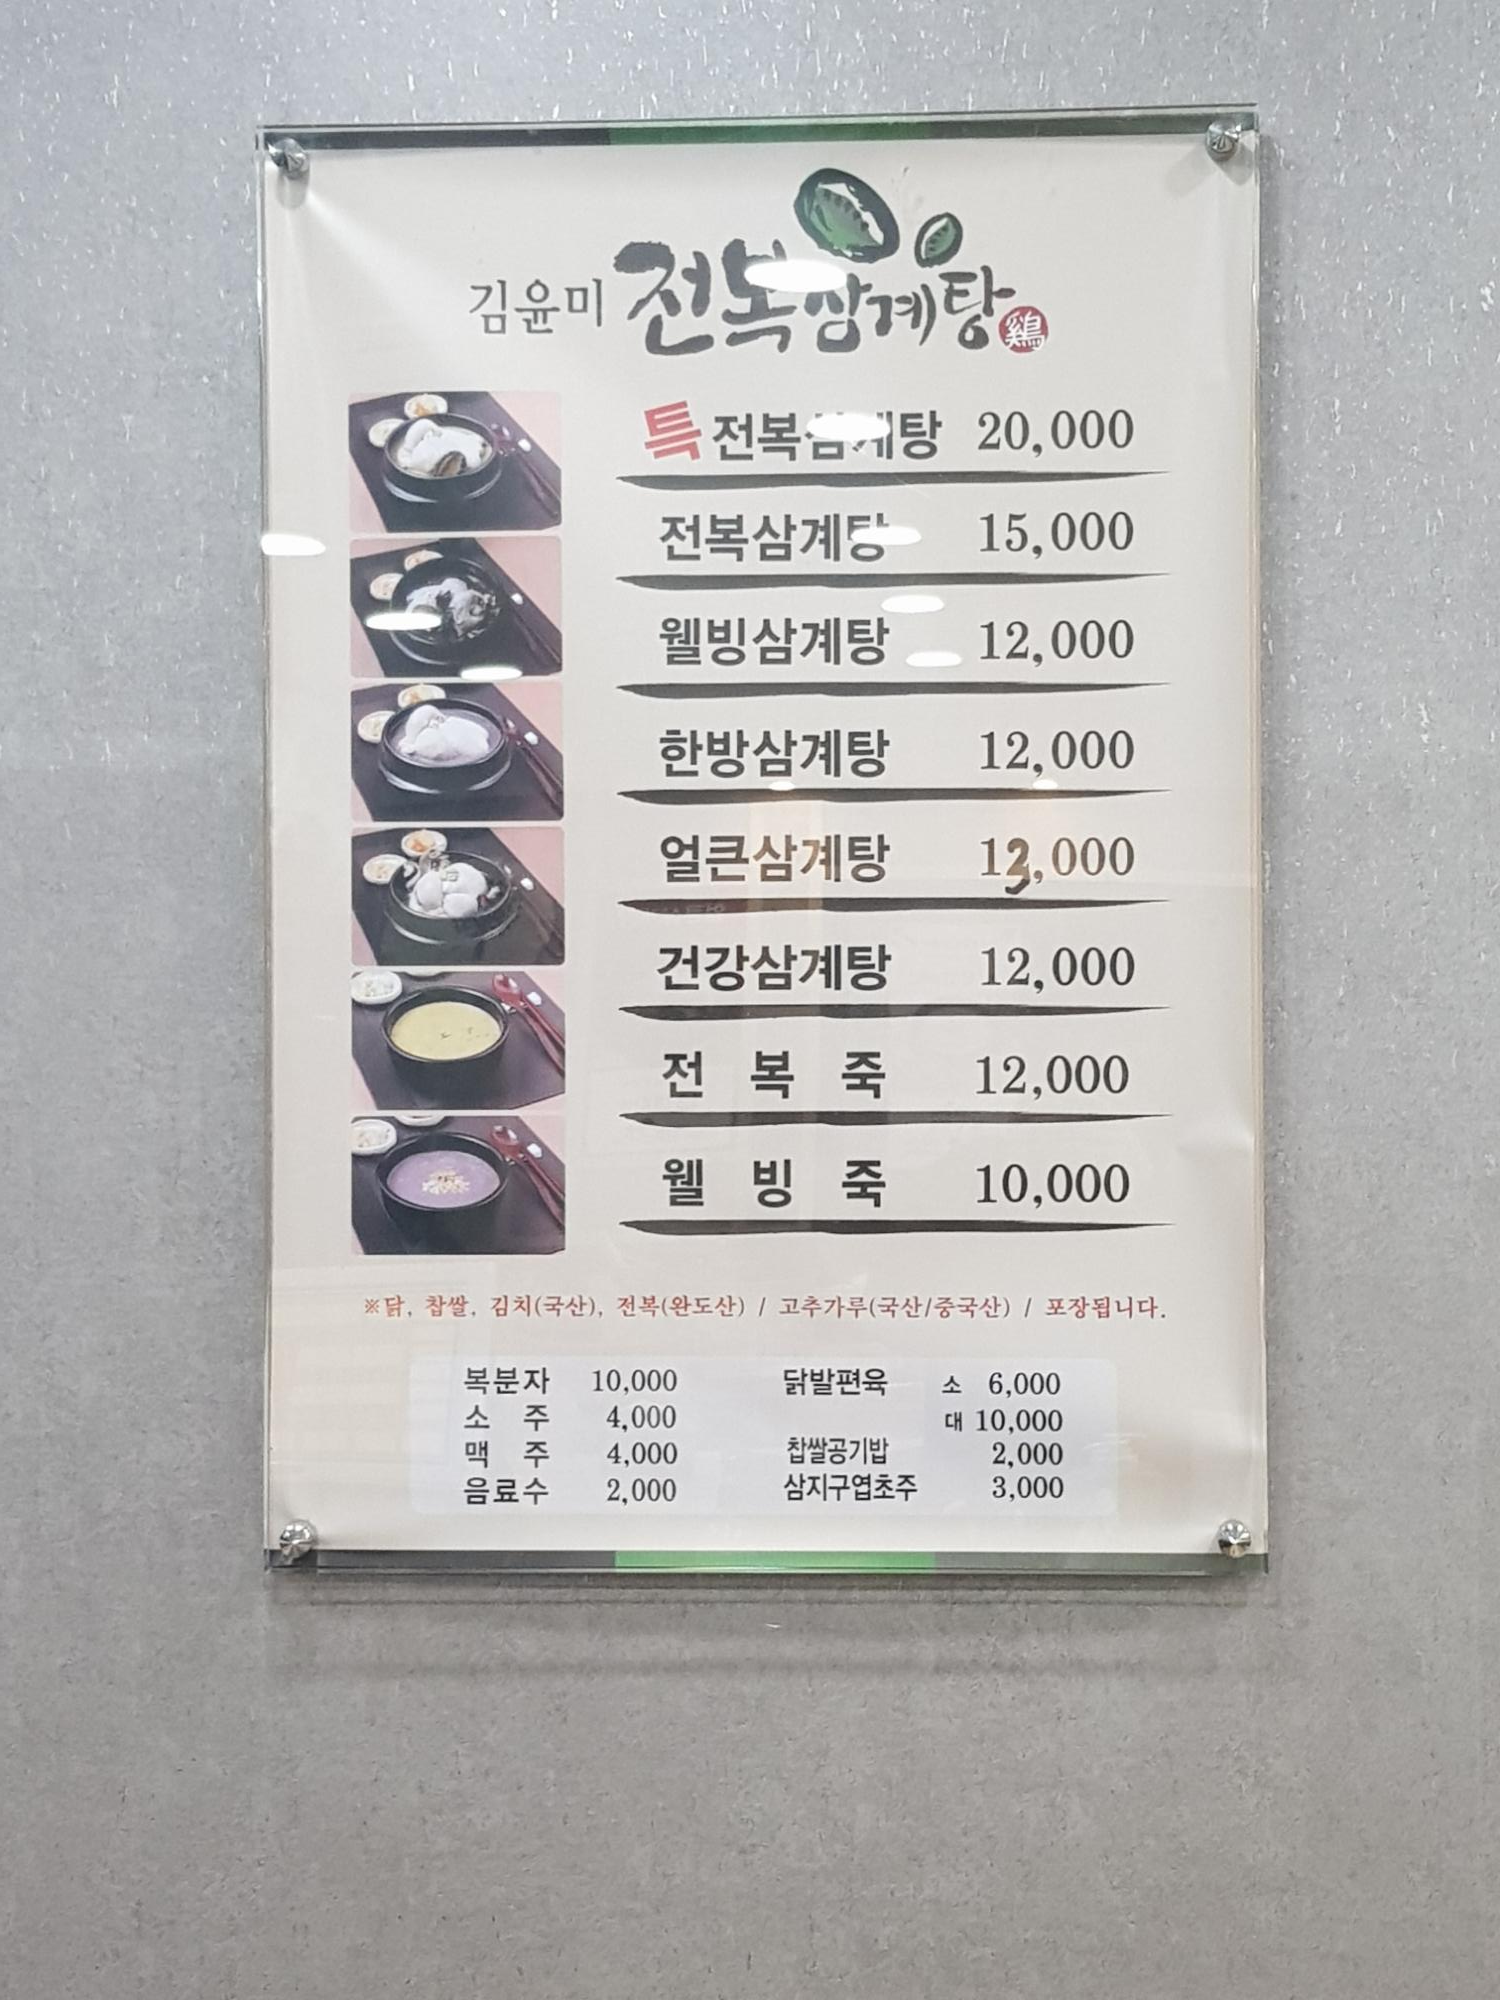 김윤미 전복삼계탕 鷄
특 전복삼계탕 20,000
전복삼계탕 15,000
웰빙삼계탕 12,000
한방삼계탕 12,000
얼큰삼계탕 13,000
건강삼계탕 12,000
전 복 죽 12,000
웰 빙 죽 10,000
※닭, 찹쌀, 김치(국산), 전복(완도산) / 고추가루(국산/중국산) / 포장됩니다.
복분자 10,000
소 주 4,000
맥 주 4,000
음료수 2,000
닭발편육 소 6,000
대 10,000
찹쌀공기밥 2,000
삼지구엽초주 3,000